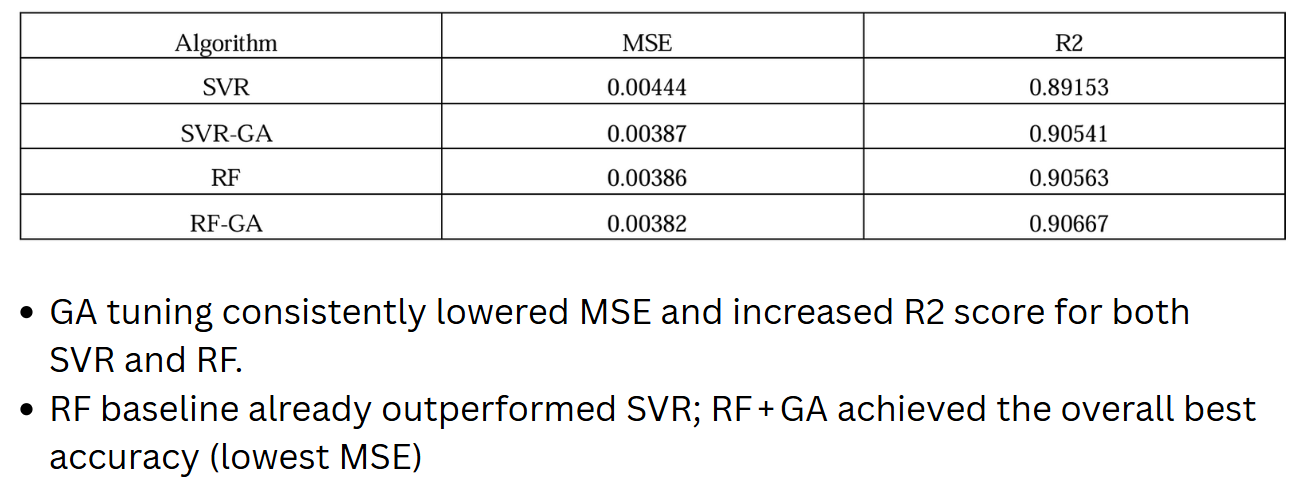 Algorithm MSE R2
SVR 0.00444 0.89153
SVR-GA 0.00387 0.90541
RF 0.00386 0.90563
RF-GA 0.00382 0.90667
• GA tuning consistently lowered MSE and increased R2 score for both
SVR and RF.
• RF baseline already outperformed SVR; RF+GA achieved the overall best
accuracy (lowest MSE)